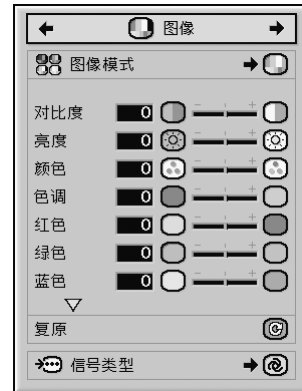 图像
图像模式
对比度 0
亮度 0
颜色 0
色调 0
红色 0
绿色 0
蓝色 0
复原
信号类型